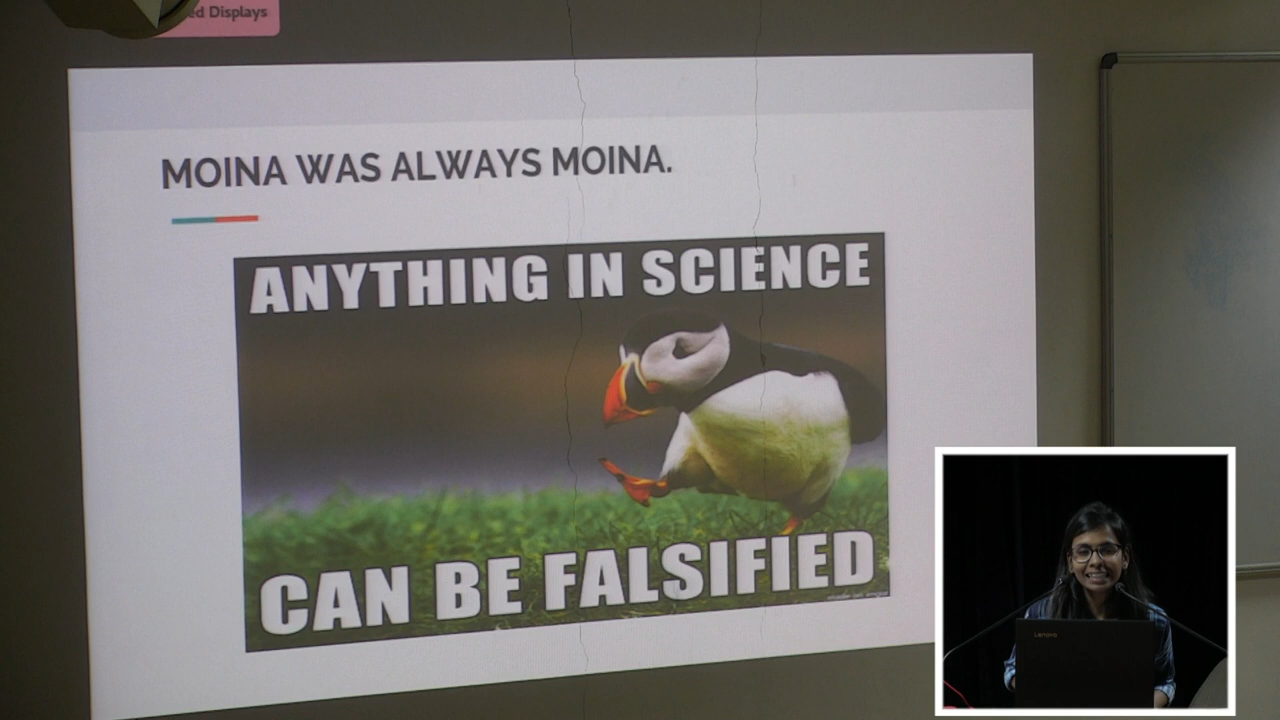 ed Displays
MOINA WAS ALWAYS MOINA.
ANYTHING IN SCIENCE
CAN BE FALSIFIED
Lenovo